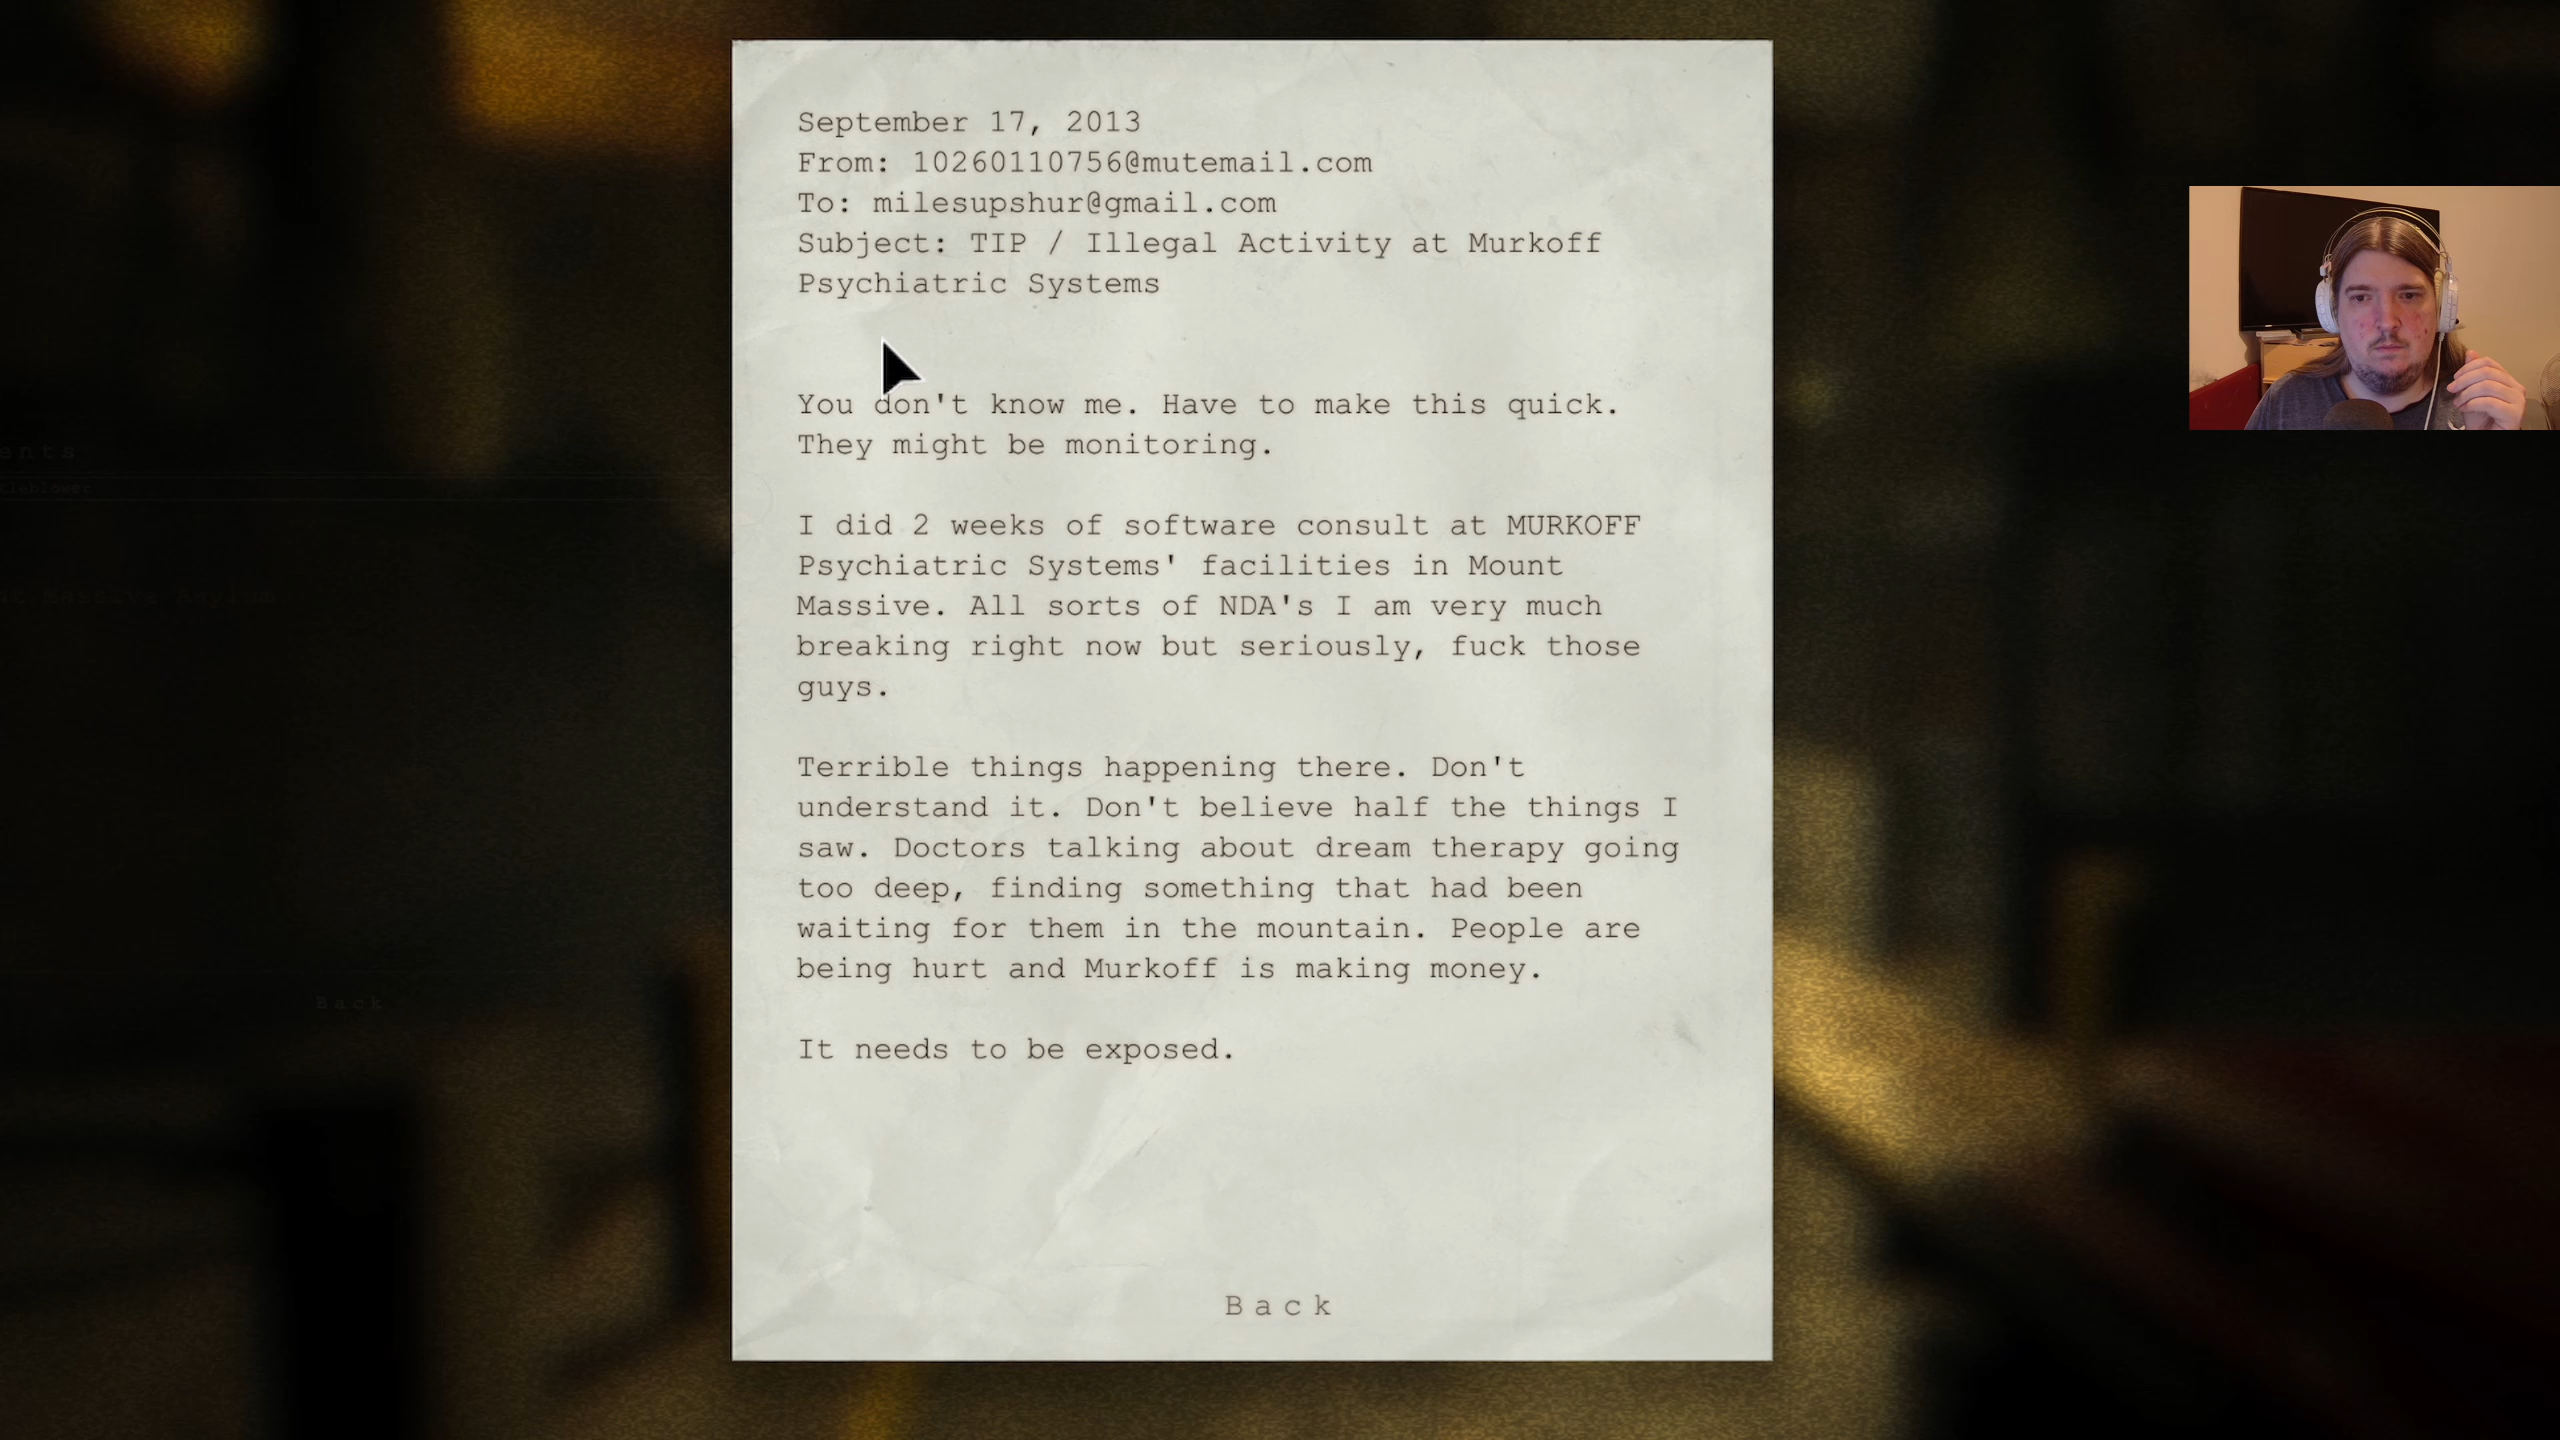 September 17, 2013
From: 10260110756@mutemail.com
To: milesupshur@gmail.com
Subject: TIP / Illegal Activity at Murkoff
Psychiatric Systems
You don't know me. Have to make this quick.
They might be monitoring.
I did 2 weeks of software consult at MURKOFF
Psychiatric Systems' facilities in Mount
Massive. All sorts of NDA's I am very much
breaking right now but seriously, fuck those
guys.
Terrible things happening there. Don't
understand it. Don't believe half the things I
saw. Doctors talking about dream therapy going
too deep, finding something that had been
waiting for them in the mountain. People are
being hurt and Murkoff is making money.
It needs to be exposed.
Back
ents
Massive Asylum
Back